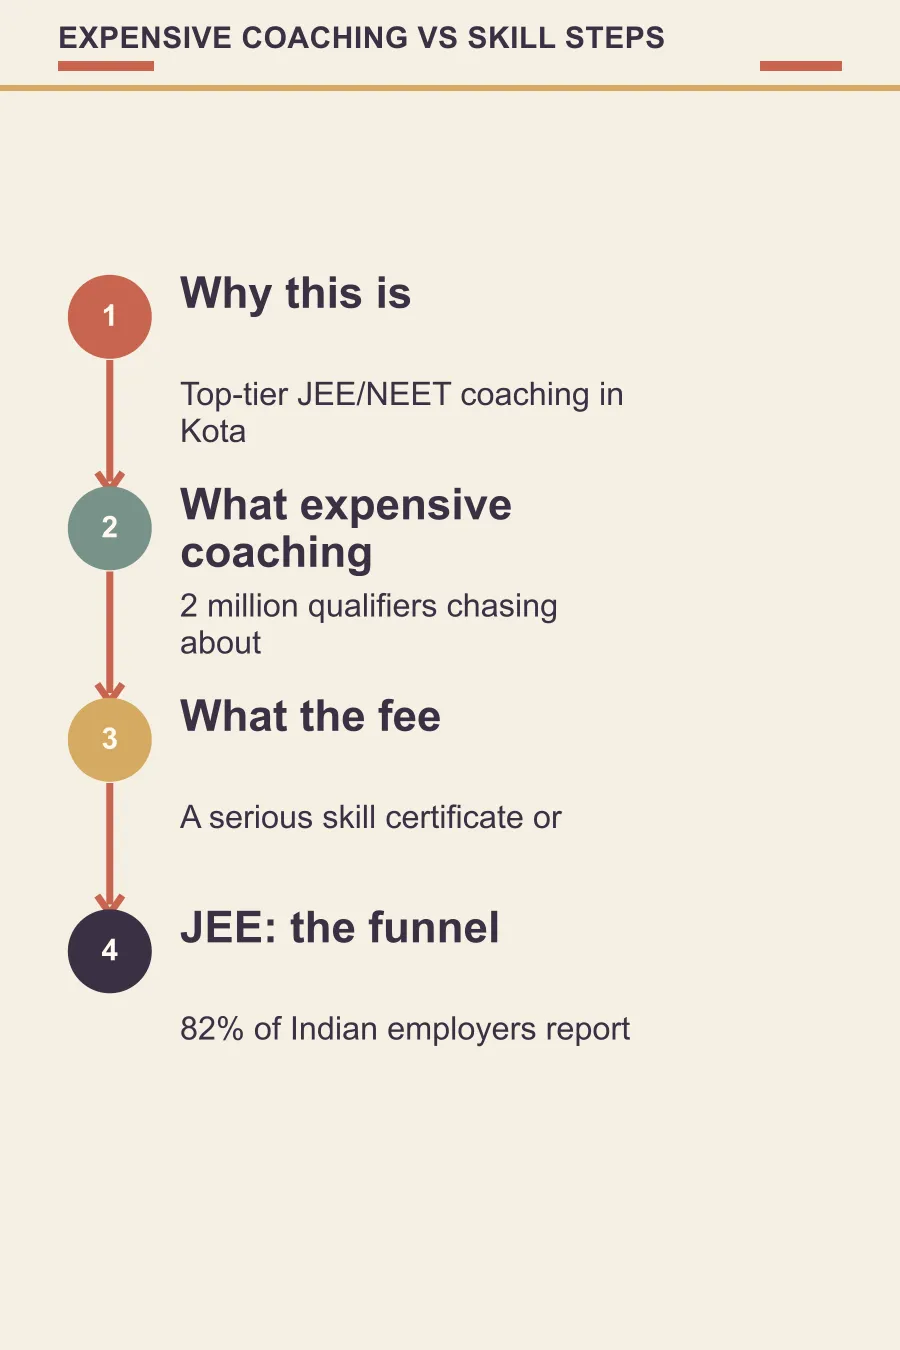 EXPENSIVE COACHING VS SKILL STEPS
1
Why this is
Top-tier JEE/NEET coaching in
Kota
2
What expensive
coaching
2 million qualifiers chasing
about
3
What the fee
A serious skill certificate or
4
JEE: the funnel
82% of Indian employers report